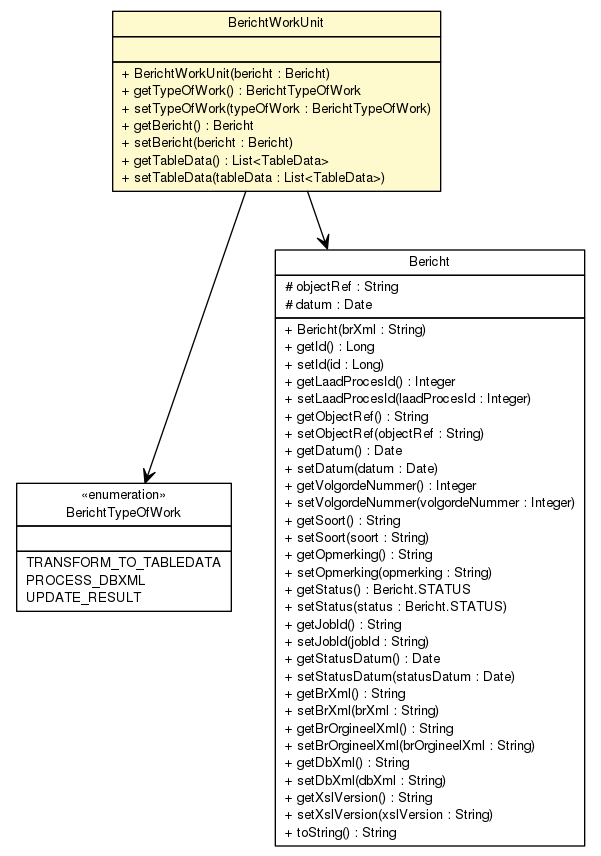 BerichtWorkUnit
+ BerichtWorkUnit(bericht : Bericht)
+ getTypeOfWork() : BerichtTypeOfWork
+ setTypeOfWork(typeOfWork : BerichtTypeOfWork)
+ getBericht() : Bericht
+ setBericht(bericht : Bericht)
+ getTableData() : List<TableData>
+ setTableData(tableData : List<TableData>)
Bericht
# objectRef : String
# datum : Date
+ Bericht(brXml : String)
+ getId() : Long
+ setId(id : Long)
+ getLaadProcesId() : Integer
+ setLaadProcesId(laadProcesId : Integer)
+ getObjectRef() : String
+ setObjectRef(objectRef : String)
+ getDatum() : Date
+ setDatum(datum : Date)
+ getVolgordeNummer() : Integer
+ setVolgordeNummer(volgordeNummer : Integer)
+ getSoort() : String
+ setSoort(soort : String)
+ getOpmerking() : String
+ setOpmerking(opmerking : String)
+ getStatus() : Bericht.STATUS
+ setStatus(status : Bericht.STATUS)
+ getJobId() : String
+ setJobId(jobId : String)
+ getStatusDatum() : Date
+ setStatusDatum(statusDatum : Date)
+ getBrXml() : String
+ setBrXml(brXml : String)
+ getBrOrgineelXml() : String
+ setBrOrgineelXml(brOrgineelXml : String)
+ getDbXml() : String
+ setDbXml(dbXml : String)
+ getXslVersion() : String
+ setXslVersion(xslVersion : String)
+ toString() : String
«enumeration»
BerichtTypeOfWork
TRANSFORM_TO_TABLEDATA
PROCESS_DBXML
UPDATE_RESULT